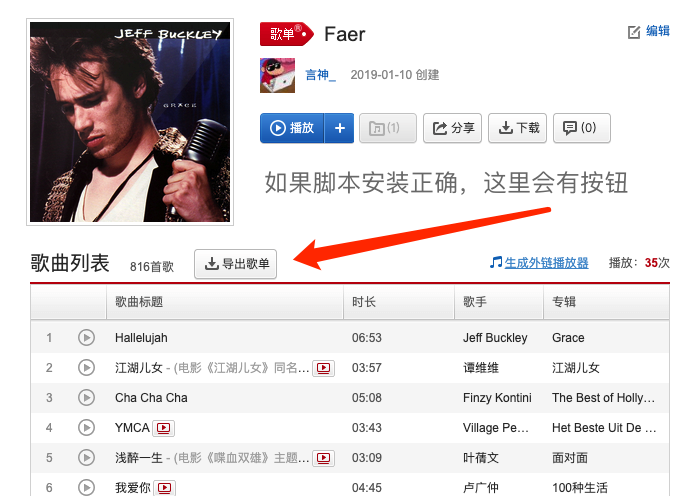 JEFF BUCKLEY
GRACE
歌单® Faer
编辑
言神_ 2019-01-10 创建
播放 + (1) 分享 下载 (0)
如果脚本安装正确，这里会有按钮
歌曲列表 816首歌 导出歌单 生成外链播放器 播放：35次
歌曲标题 时长 歌手 专辑
1 Hallelujah 06:53 Jeff Buckley Grace
2 江湖儿女 - (电影《江湖儿女》同名... 03:57 谭维维 江湖儿女
3 Cha Cha Cha 05:08 Finzy Kontini The Best of Holly...
4 YMCA 03:43 Village Pe... Het Beste Uit De ...
5 浅醉一生 - (电影《喋血双雄》主题... 03:09 叶蒨文 面对面
6 我爱你 04:45 卢广仲 100种生活